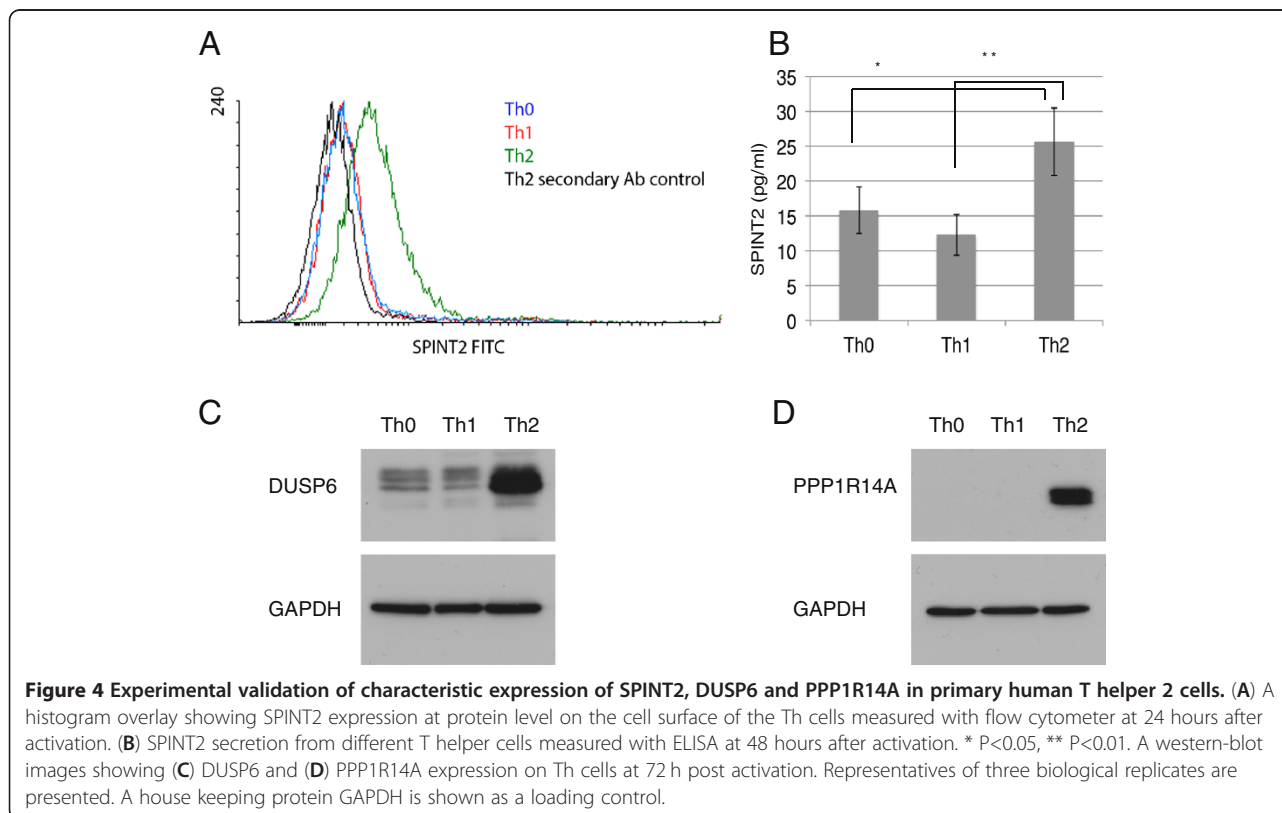 A
240
Th0
Th1
Th2
Th2 secondary Ab control
SPINT2 FITC
B
* **
35
30
25
20
15
10
5
0
SPINT2 (pg/ml)
Th0 Th1 Th2
C
Th0 Th1 Th2
DUSP6
GAPDH
D
Th0 Th1 Th2
PPP1R14A
GAPDH
Figure 4 Experimental validation of characteristic expression of SPINT2, DUSP6 and PPP1R14A in primary human T helper 2 cells. (A) A
histogram overlay showing SPINT2 expression at protein level on the cell surface of the Th cells measured with flow cytometer at 24 hours after
activation. (B) SPINT2 secretion from different T helper cells measured with ELISA at 48 hours after activation. * P<0.05, ** P<0.01. A western-blot
images showing (C) DUSP6 and (D) PPP1R14A expression on Th cells at 72 h post activation. Representatives of three biological replicates are
presented. A house keeping protein GAPDH is shown as a loading control.